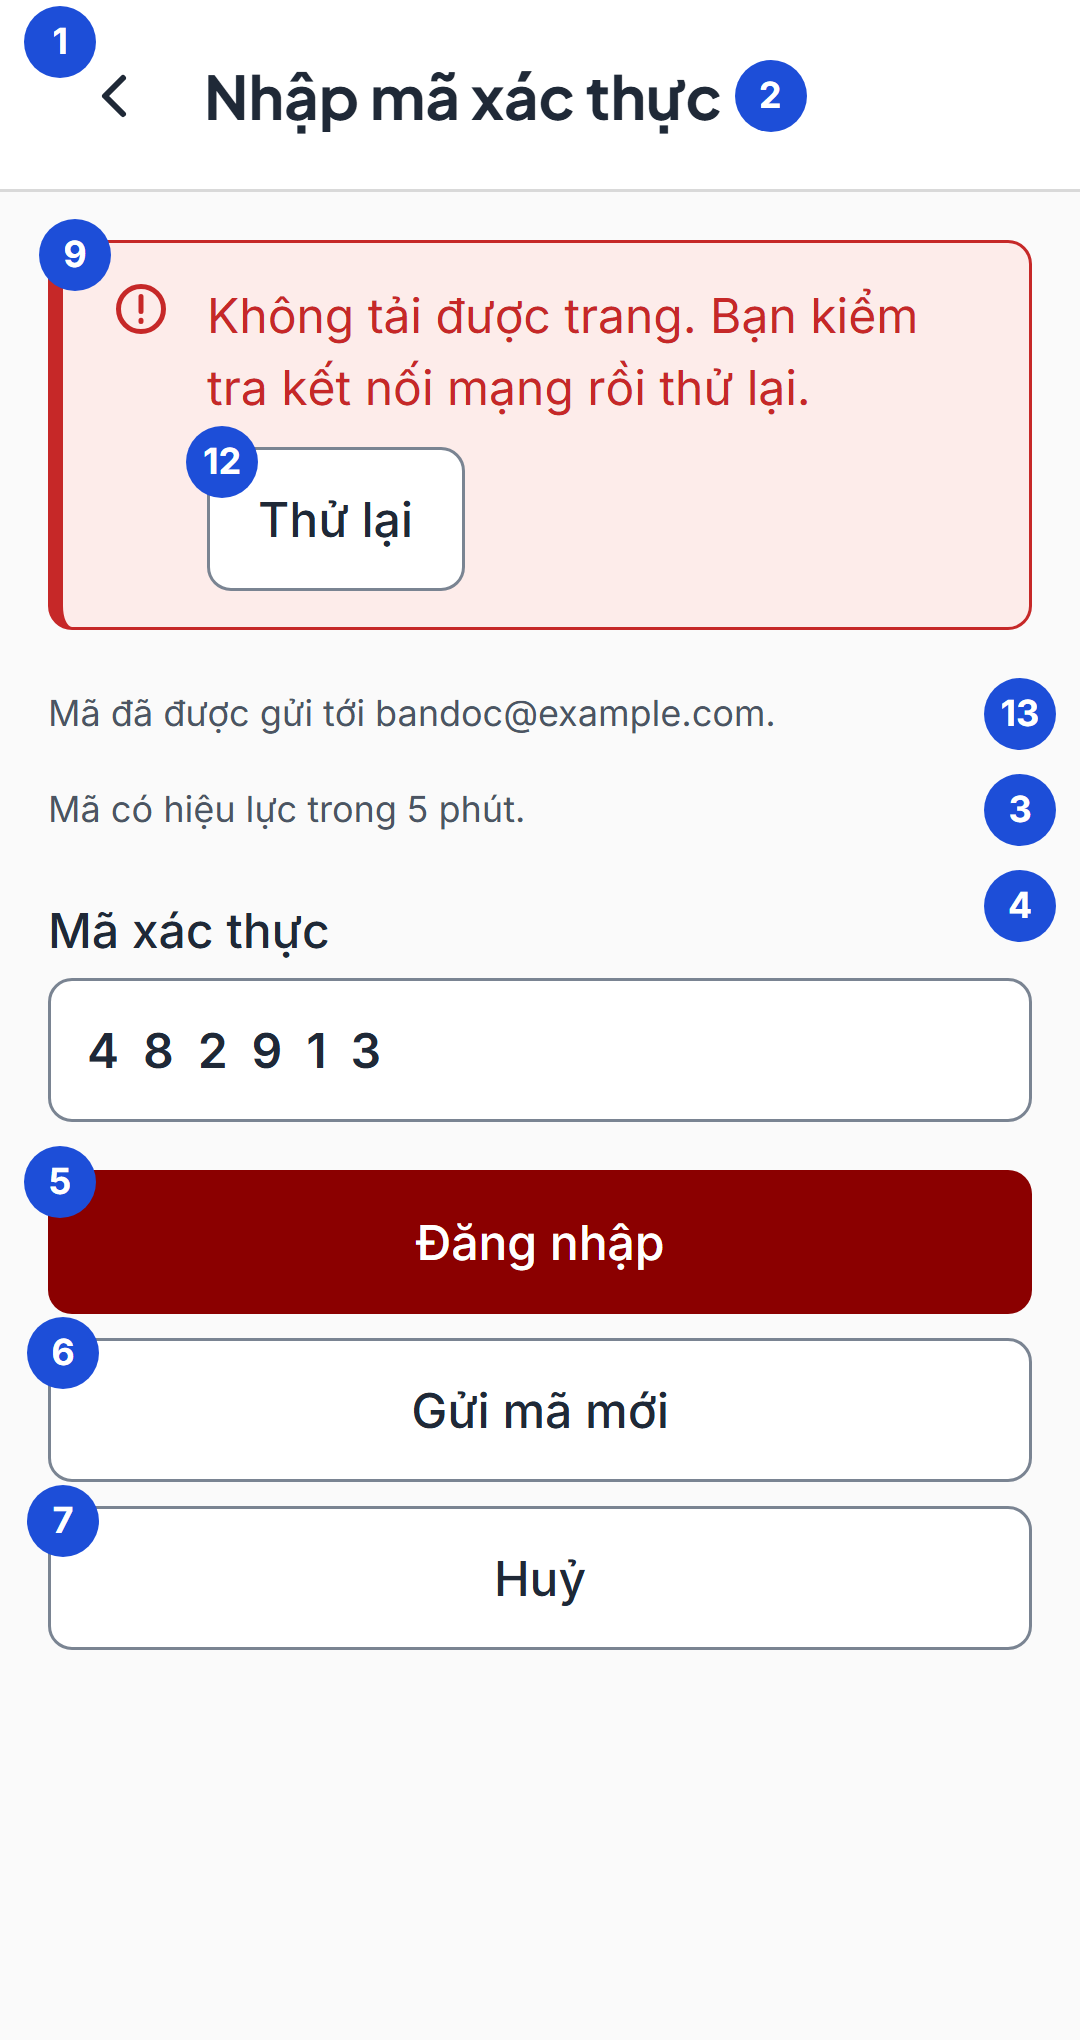 1
Nhập mã xác thực 2
9
Không tải được trang. Bạn kiểm
tra kết nối mạng rồi thử lại.
12
Thử lại
Mã đã được gửi tới bandoc@example.com. 13
Mã có hiệu lực trong 5 phút. 3
4
Mã xác thực
4 8 2 9 1 3
5
Đăng nhập
6
Gửi mã mới
7
Huỷ